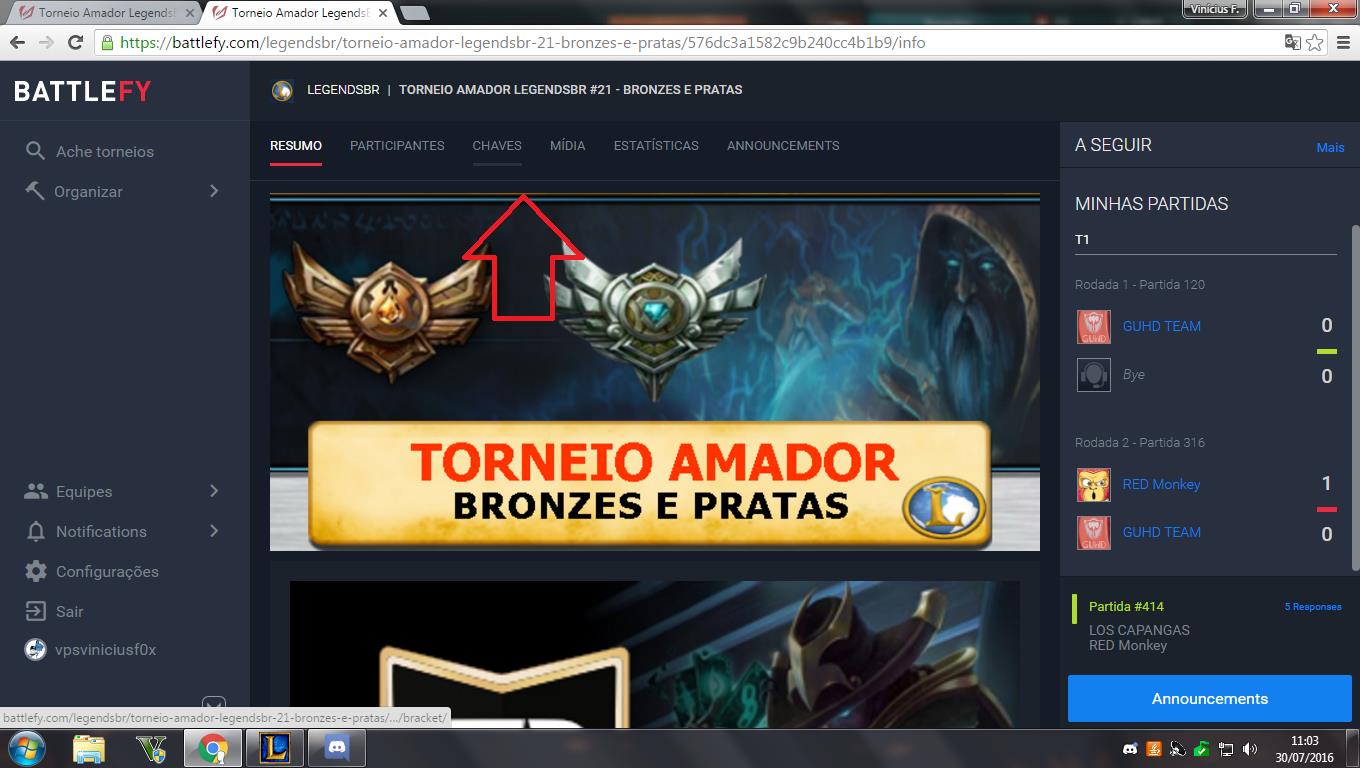 Torneio Amador LegendsB
Torneio Amador LegendsB
Vinícius F.
https://battlefy.com/legendsbr/torneio-amador-legendsbr-21-bronzes-e-pratas/576dc3a1582c9b240cc4b1b9/info
BATTLEFY
LEGENDSBR | TORNEIO AMADOR LEGENDSBR #21 - BRONZES E PRATAS
Ache torneios
Organizar
RESUMO PARTICIPANTES CHAVES MÍDIA ESTATÍSTICAS ANNOUNCEMENTS
TORNEIO AMADOR
BRONZES E PRATAS
L
A SEGUIR Mais
MINHAS PARTIDAS
T1
Rodada 1 - Partida 120
GUHD TEAM 0
Bye 0
Rodada 2 - Partida 316
RED Monkey 1
GUHD TEAM 0
Partida #414 5 Responses
LOS CAPANGAS
RED Monkey
Announcements
Equipes
Notifications
Configurações
Sair
vpsviniciusf0x
battlefy.com/legendsbr/torneio-amador-legendsbr-21-bronzes-e-pratas/.../bracket/
11:03
30/07/2016